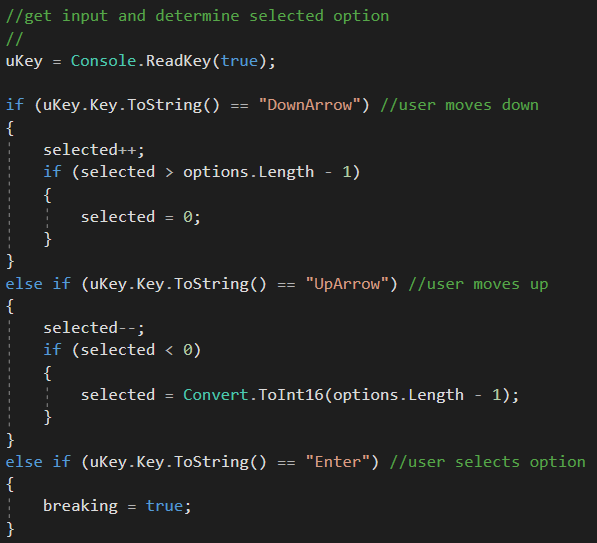 //get input and determine selected option
//
uKey = Console.ReadKey(true);
if (uKey.Key.ToString() == "DownArrow") //user moves down
{
selected++;
if (selected > options.Length - 1)
{
selected = 0;
}
}
else if (uKey.Key.ToString() == "UpArrow") //user moves up
{
selected--;
if (selected < 0)
{
selected = Convert.ToInt16(options.Length - 1);
}
}
else if (uKey.Key.ToString() == "Enter") //user selects option
{
breaking = true;
}